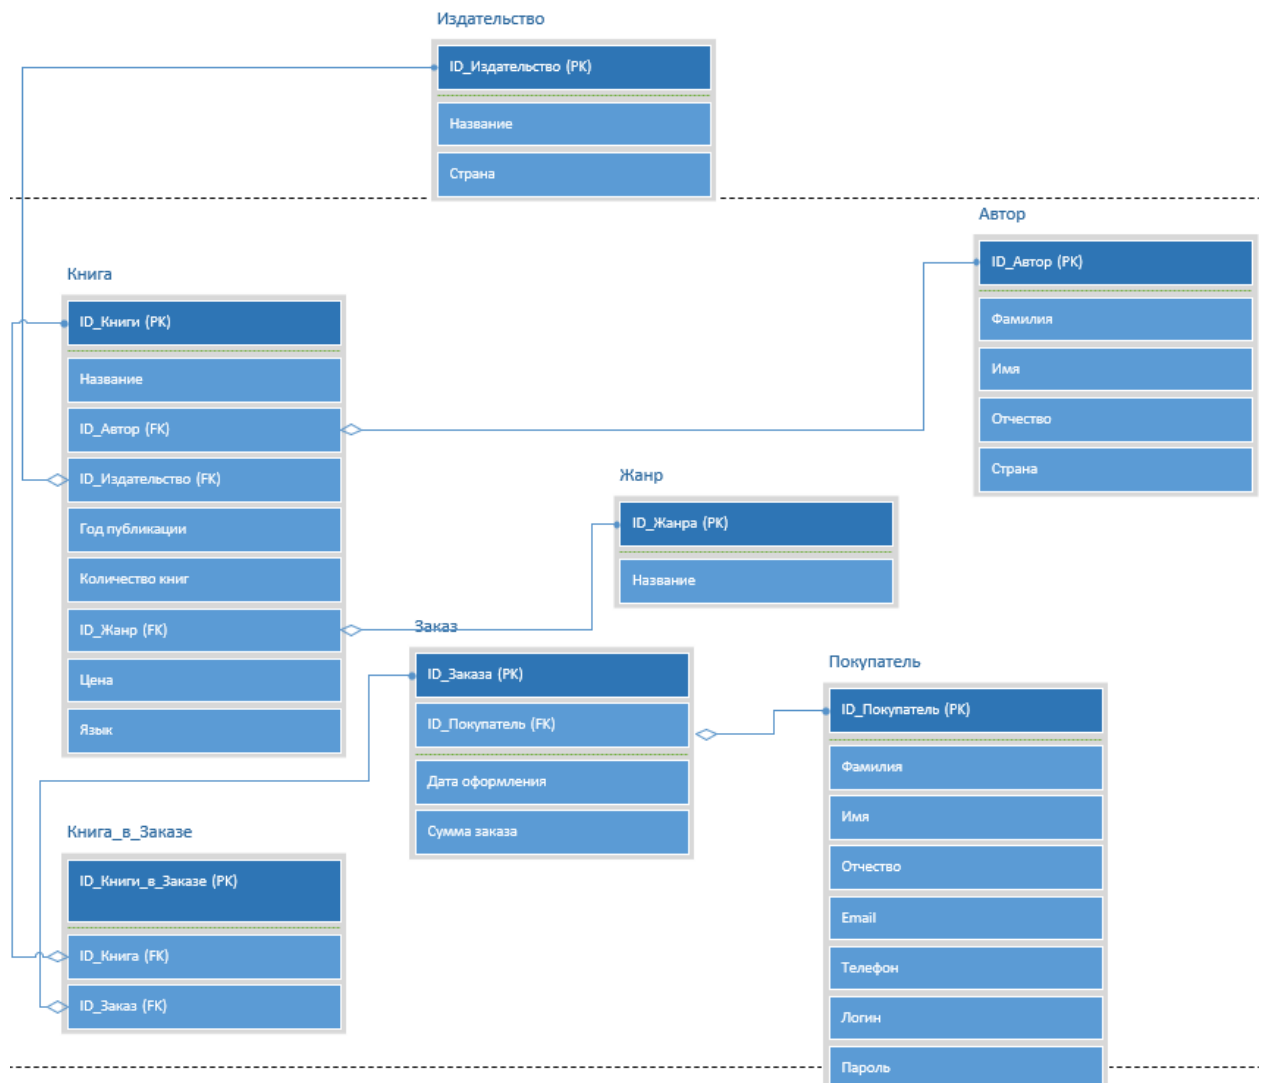 Издательство
ID_Издательство (PK)
Название
Страна
Автор
ID_Автор (PK)
Фамилия
Имя
Отчество
Страна
Книга
ID_Книги (PK)
Название
ID_Автор (FK)
ID_Издательство (FK)
Год публикации
Количество книг
ID_Жанр (FK)
Цена
Язык
Жанр
ID_Жанра (PK)
Название
Заказ
ID_Заказа (PK)
ID_Покупатель (FK)
Дата оформления
Сумма заказа
Покупатель
ID_Покупатель (PK)
Фамилия
Имя
Отчество
Email
Телефон
Логин
Пароль
Книга_в_Заказе
ID_Книги_в_Заказе (PK)
ID_Книга (FK)
ID_Заказ (FK)